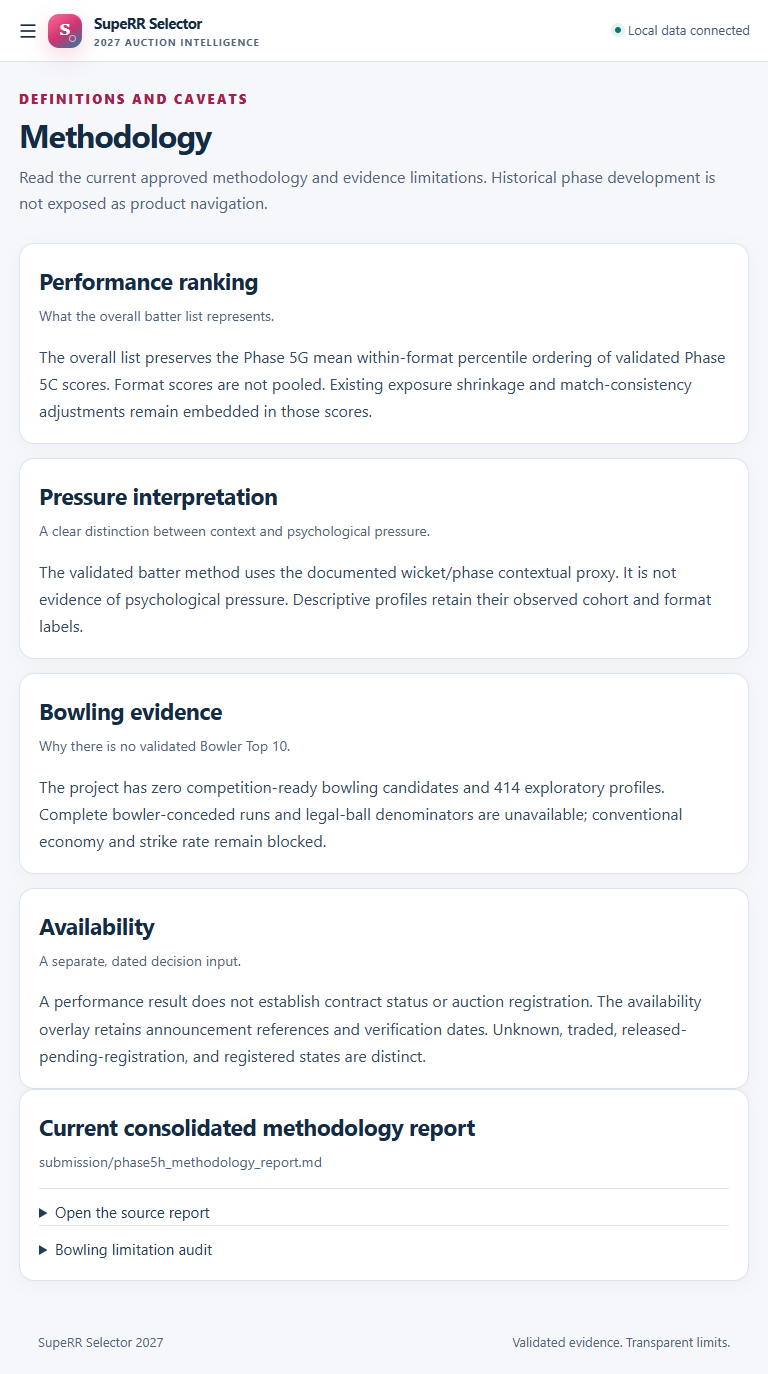 S
SupeRR Selector
2027 AUCTION INTELLIGENCE
Local data connected
DEFINITIONS AND CAVEATS
Methodology
Read the current approved methodology and evidence limitations. Historical phase development is
not exposed as product navigation.
Performance ranking
What the overall batter list represents.
The overall list preserves the Phase 5G mean within-format percentile ordering of validated Phase
5C scores. Format scores are not pooled. Existing exposure shrinkage and match-consistency
adjustments remain embedded in those scores.
Pressure interpretation
A clear distinction between context and psychological pressure.
The validated batter method uses the documented wicket/phase contextual proxy. It is not
evidence of psychological pressure. Descriptive profiles retain their observed cohort and format
labels.
Bowling evidence
Why there is no validated Bowler Top 10.
The project has zero competition-ready bowling candidates and 414 exploratory profiles.
Complete bowler-conceded runs and legal-ball denominators are unavailable; conventional
economy and strike rate remain blocked.
Availability
A separate, dated decision input.
A performance result does not establish contract status or auction registration. The availability
overlay retains announcement references and verification dates. Unknown, traded, released-
pending-registration, and registered states are distinct.
Current consolidated methodology report
submission/phase5h_methodology_report.md
Open the source report
Bowling limitation audit
SupeRR Selector 2027
Validated evidence. Transparent limits.